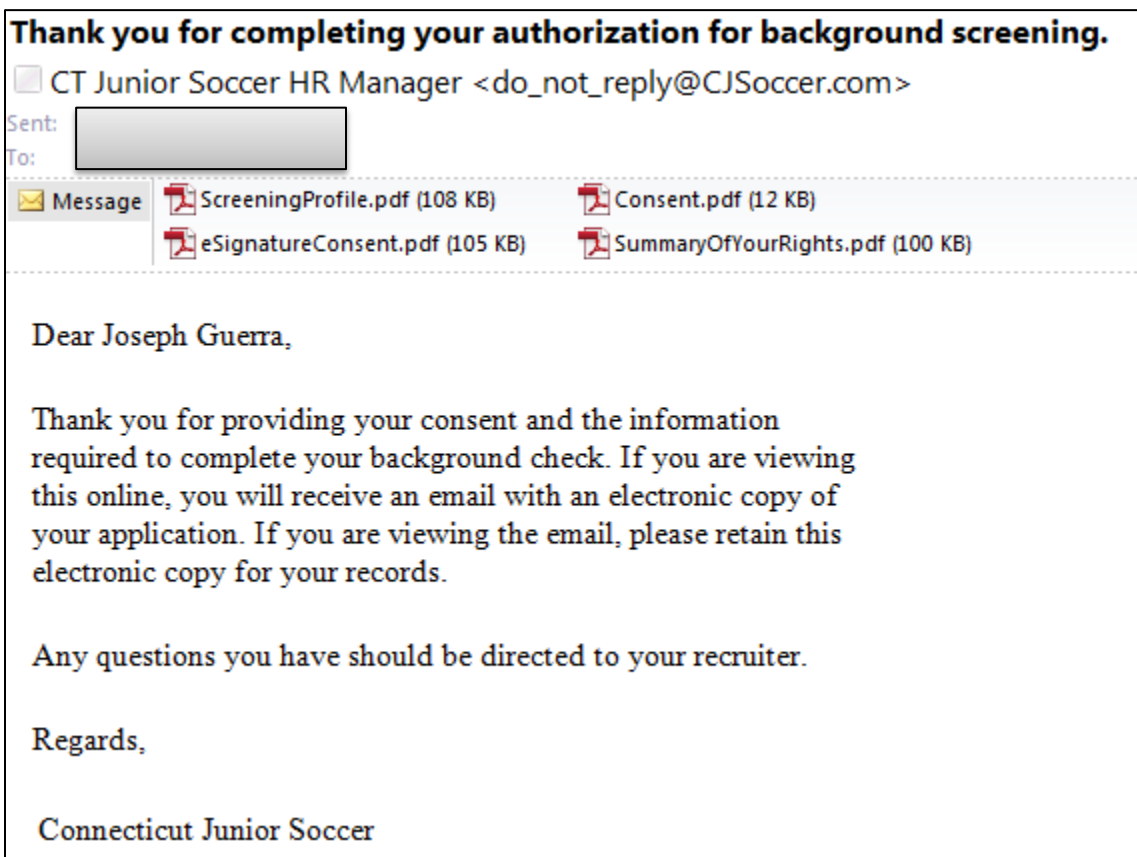 Thank you for completing your authorization for background screening.
CT Junior Soccer HR Manager <do_not_reply@CJSoccer.com>
Sent:
To:
Message ScreeningProfile.pdf (108 KB) Consent.pdf (12 KB)
eSignatureConsent.pdf (105 KB) SummaryOfYourRights.pdf (100 KB)
Dear Joseph Guerra,
Thank you for providing your consent and the information
required to complete your background check. If you are viewing
this online, you will receive an email with an electronic copy of
your application. If you are viewing the email, please retain this
electronic copy for your records.
Any questions you have should be directed to your recruiter.
Regards,
Connecticut Junior Soccer